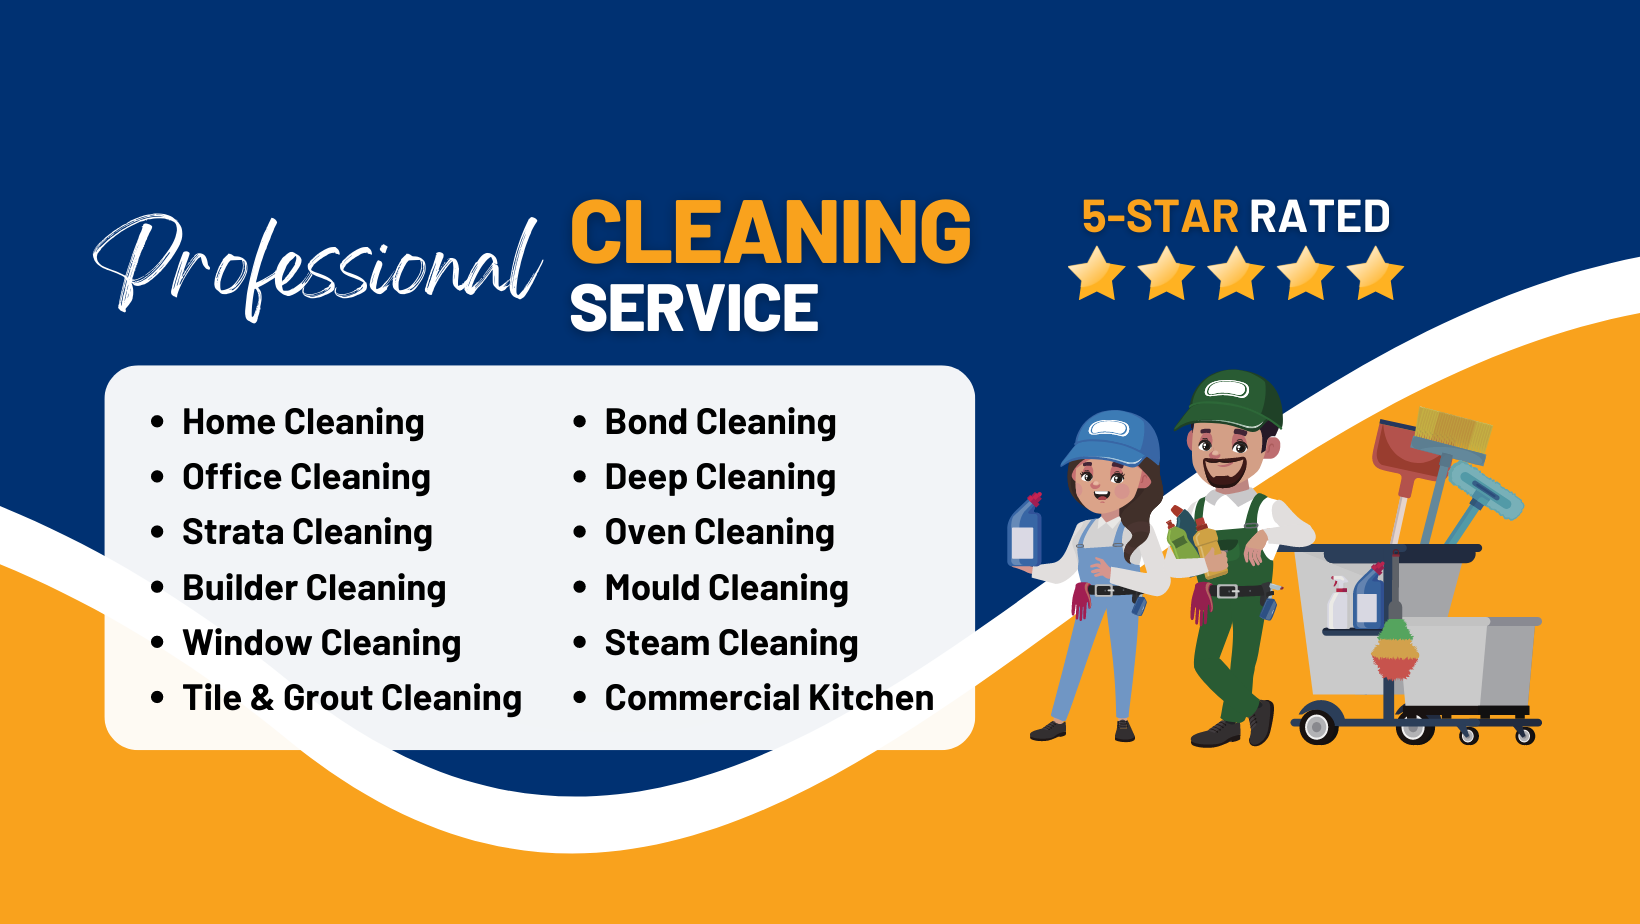 Professional
CLEANING
SERVICE
5-STAR RATED
• Home Cleaning
• Office Cleaning
• Strata Cleaning
• Builder Cleaning
• Window Cleaning
• Tile & Grout Cleaning
• Bond Cleaning
• Deep Cleaning
• Oven Cleaning
• Mould Cleaning
• Steam Cleaning
• Commercial Kitchen